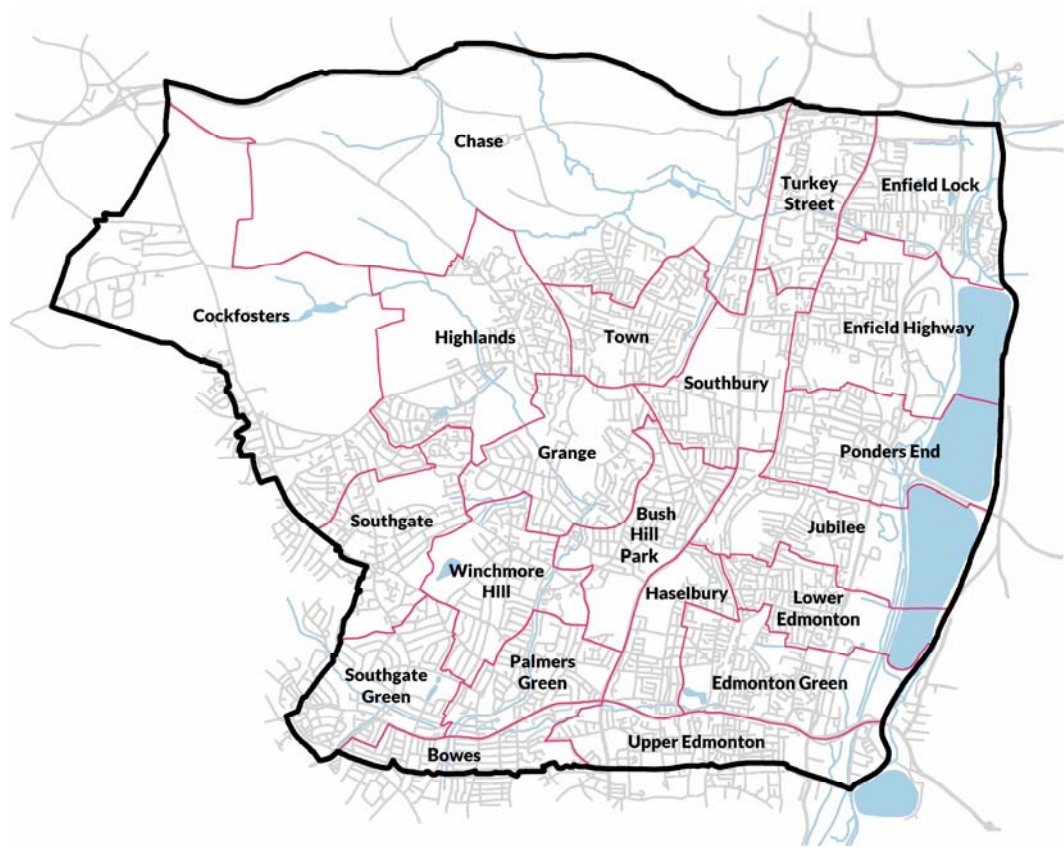 Chase
Turkey
Street
Enfield Lock
Cockfosters
Highlands
Town
Enfield Highway
Southbury
Grange
Ponders End
Southgate
Bush
Hill
Park
Jubilee
Winchmore
Hill
Haselbury
Lower
Edmonton
Southgate
Green
Palmers
Green
Edmonton Green
Bowes
Upper Edmonton